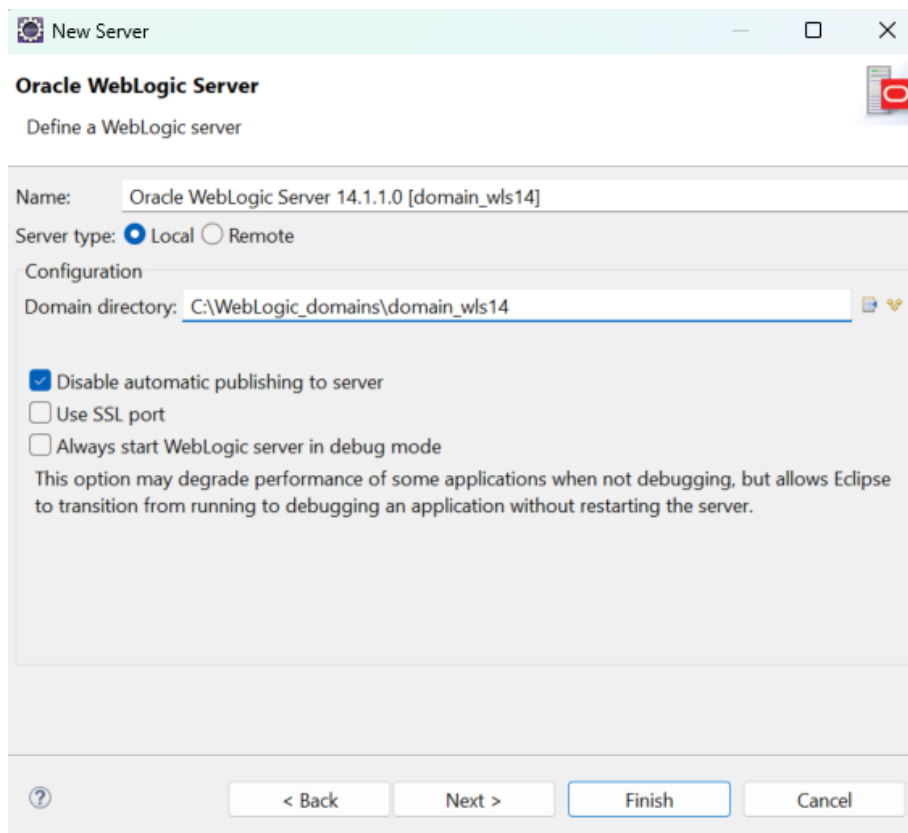 New Server
Oracle WebLogic Server
Define a WebLogic server
Name: Oracle WebLogic Server 14.1.1.0 [domain_wls14]
Server type: Local Remote
Configuration
Domain directory: C:\WebLogic_domains\domain_wls14
Disable automatic publishing to server
Use SSL port
Always start WebLogic server in debug mode
This option may degrade performance of some applications when not debugging, but allows Eclipse
to transition from running to debugging an application without restarting the server.
? < Back Next > Finish Cancel